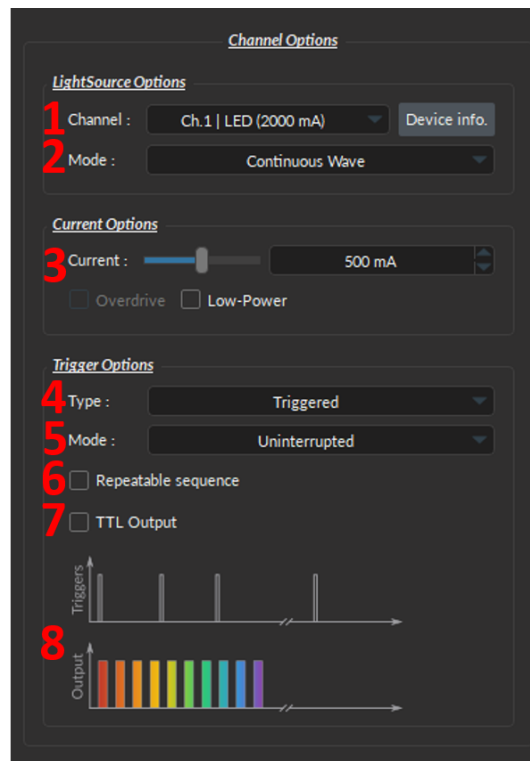 Channel Options
LightSource Options
1 Channel : Ch.1 | LED (2000 mA) Device info.
2 Mode : Continuous Wave
Current Options
3 Current : 500 mA
Overdrive Low-Power
Trigger Options
4 Type : Triggered
5 Mode : Uninterrupted
6 Repeatable sequence
7 TTL Output
Triggers
8
Output